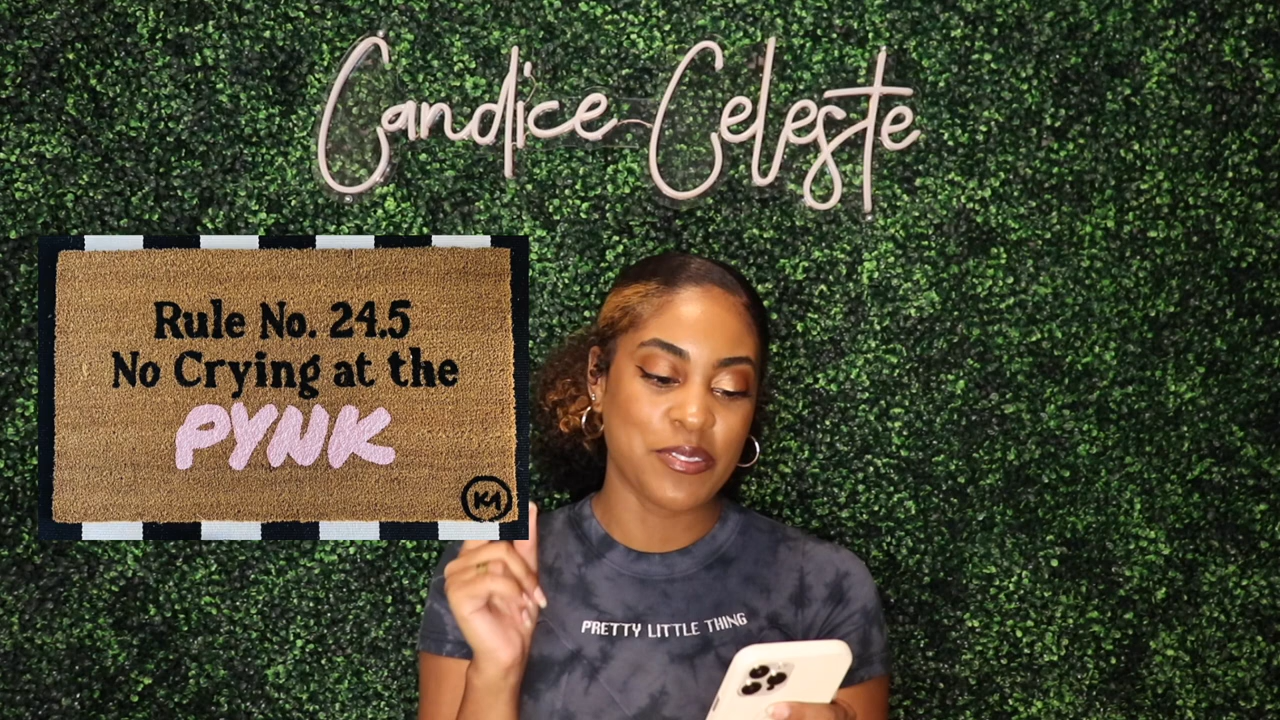 Candice Celeste
Rule No. 24.5
No Crying at the
PYNK
KM
PRETTY LITTLE THING